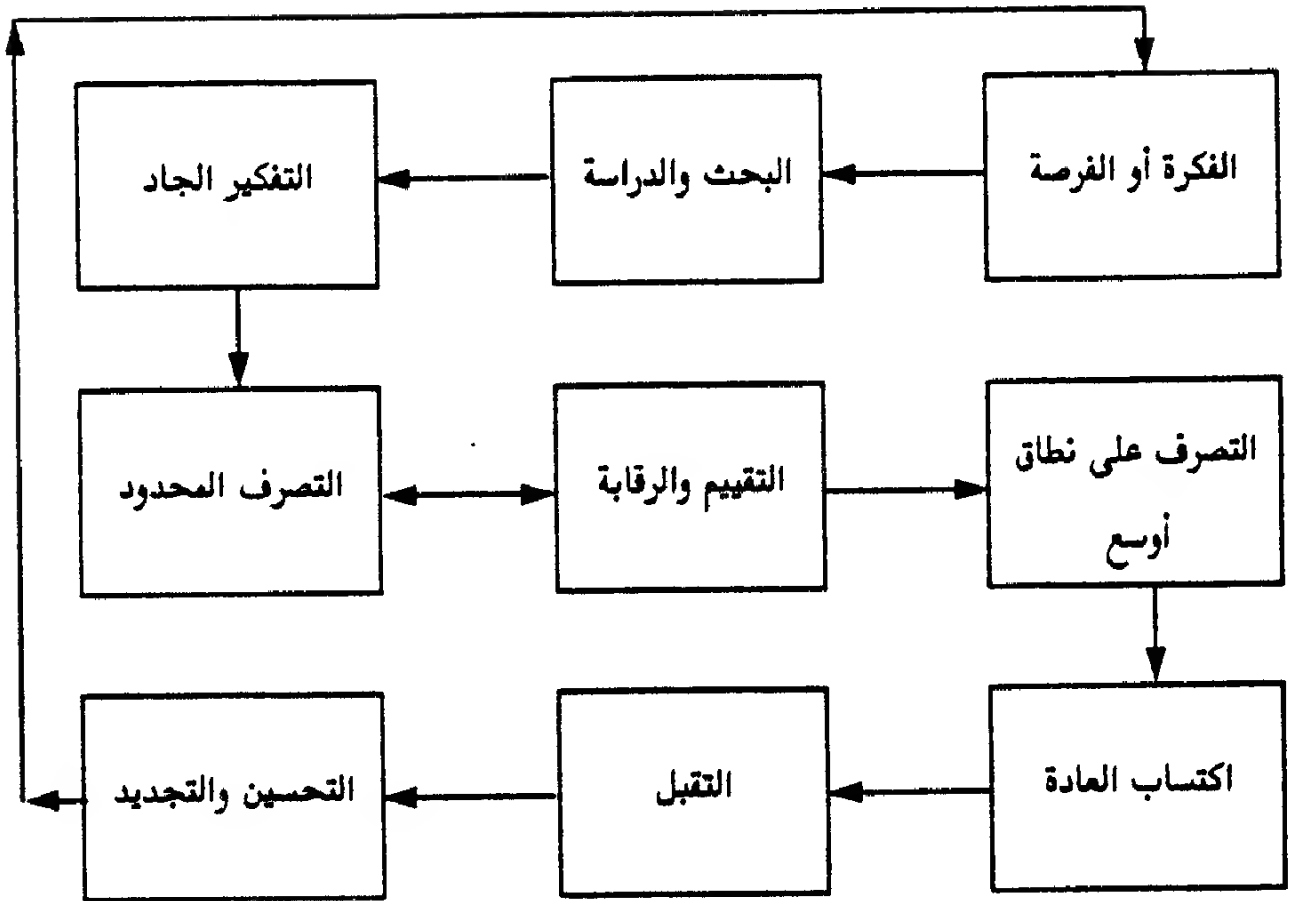 الفكرة أو الفرصة
البحث والدراسة
التفكير الجاد
التصرف المحدود
التقييم والرقابة
التصرف على نطاق
أوسع
اكتساب العادة
التقبل
التحسين والتجديد